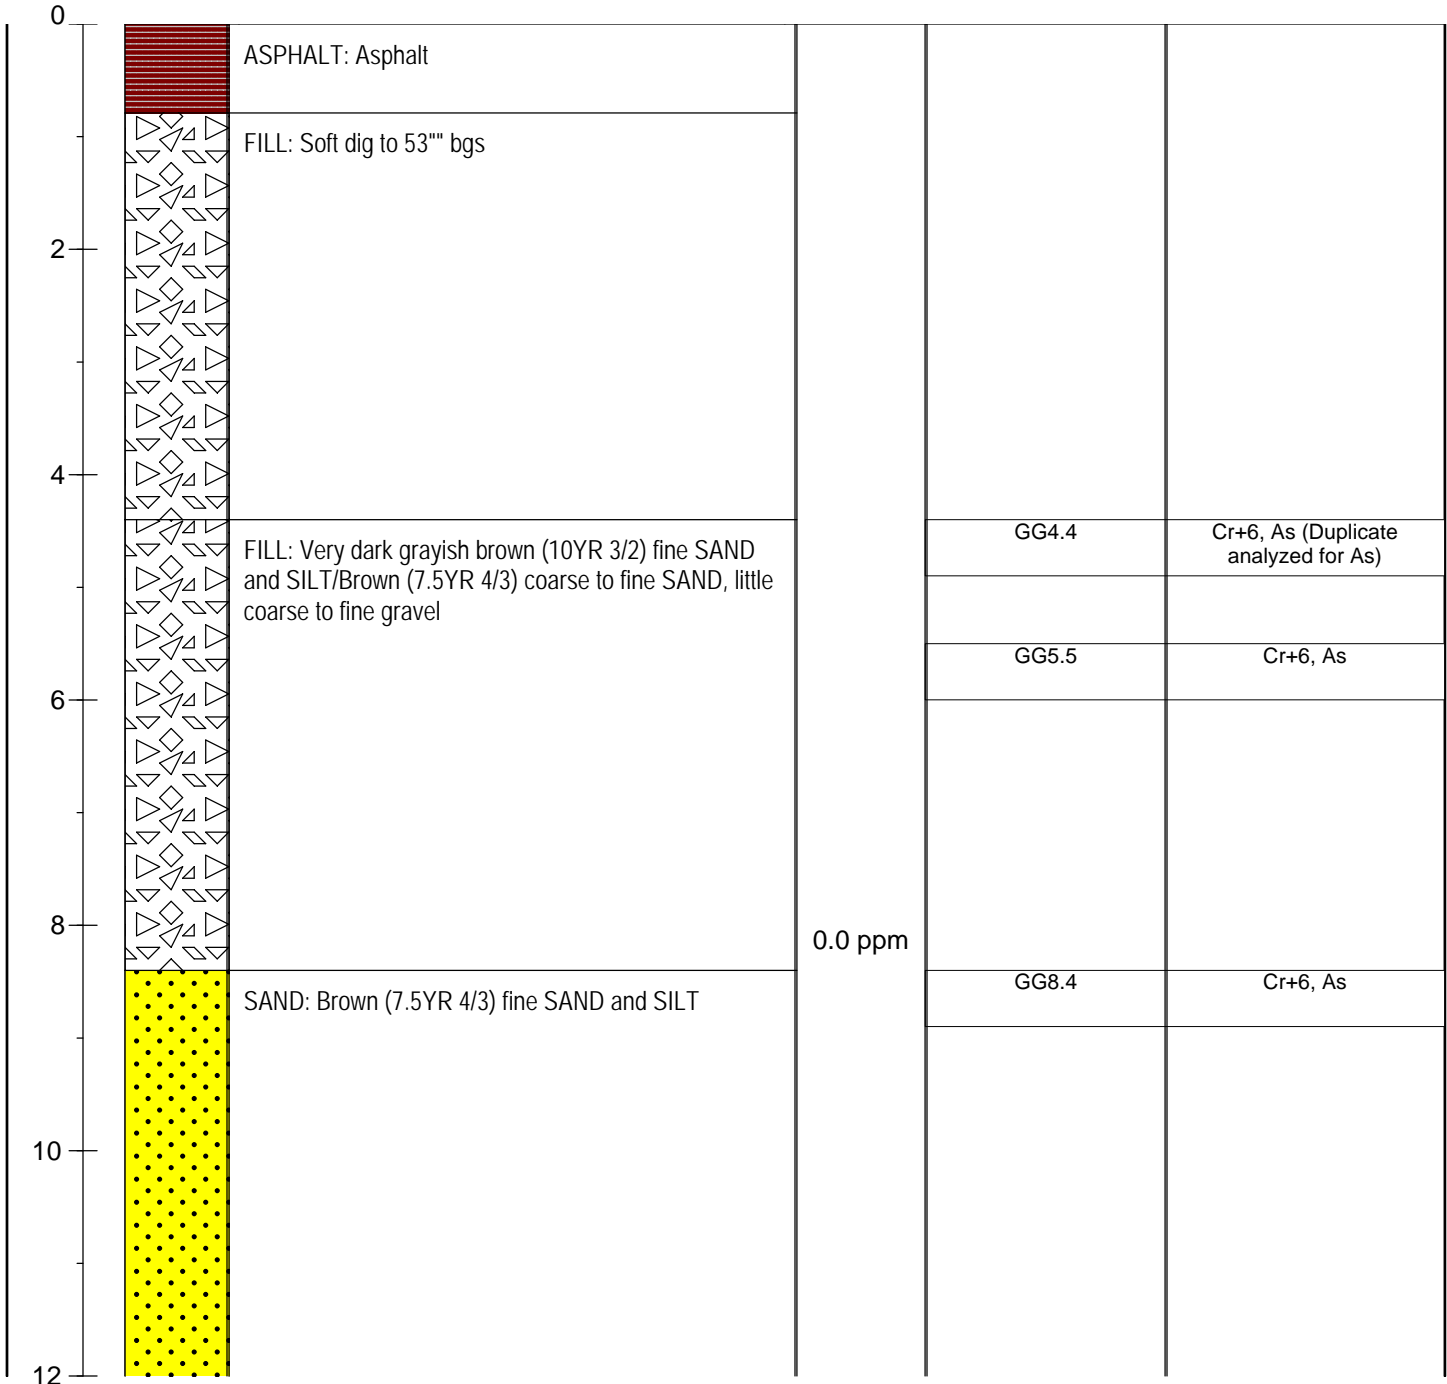 0
ASPHALT: Asphalt
FILL: Soft dig to 53"" bgs
2
4
FILL: Very dark grayish brown (10YR 3/2) fine SAND
and SILT/Brown (7.5YR 4/3) coarse to fine SAND, little
coarse to fine gravel
GG4.4
Cr+6, As (Duplicate
analyzed for As)
GG5.5
Cr+6, As
6
8
0.0 ppm
SAND: Brown (7.5YR 4/3) fine SAND and SILT
GG8.4
Cr+6, As
10
12